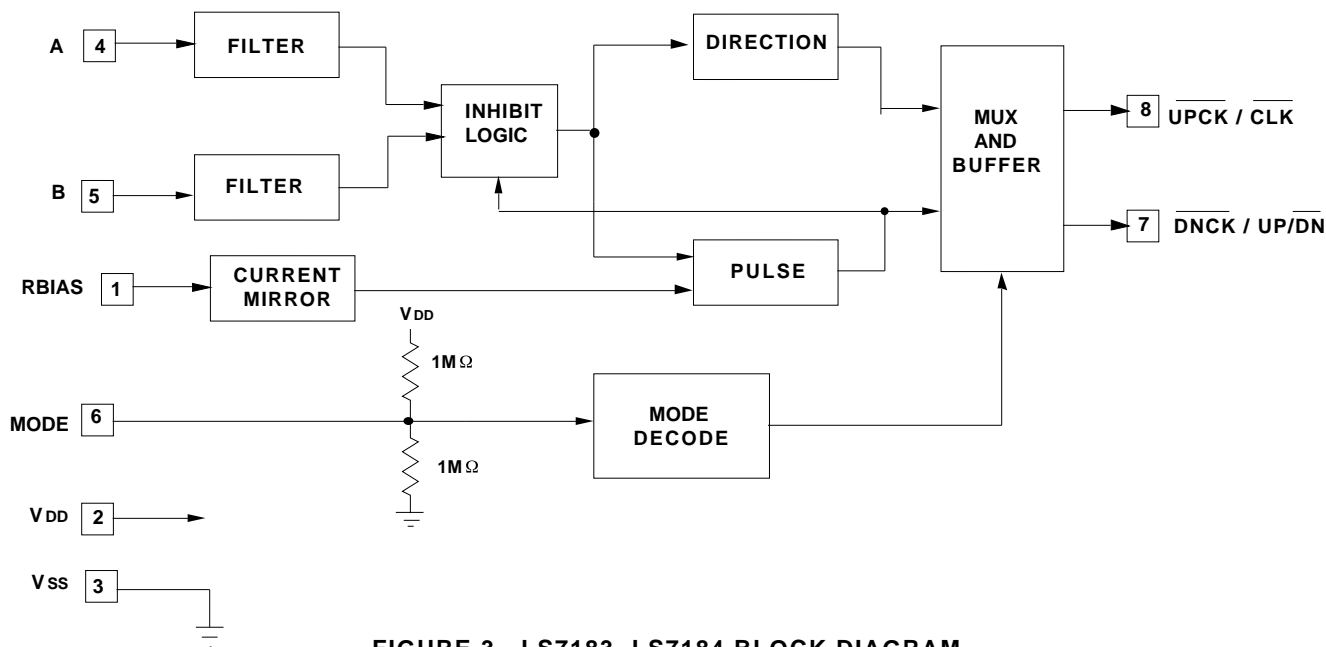 A 4
FILTER
DIRECTION
INHIBIT
LOGIC
MUX
AND
BUFFER
8 UPCK / CLK
B 5
FILTER
7 DNCK / UP/DN
RBIAS 1
CURRENT
MIRROR
PULSE
VDD
1MΩ
MODE 6
MODE
DECODE
1MΩ
VDD 2
VSS 3
FIGURE 3. LS7183, LS7184 BLOCK DIAGRAM